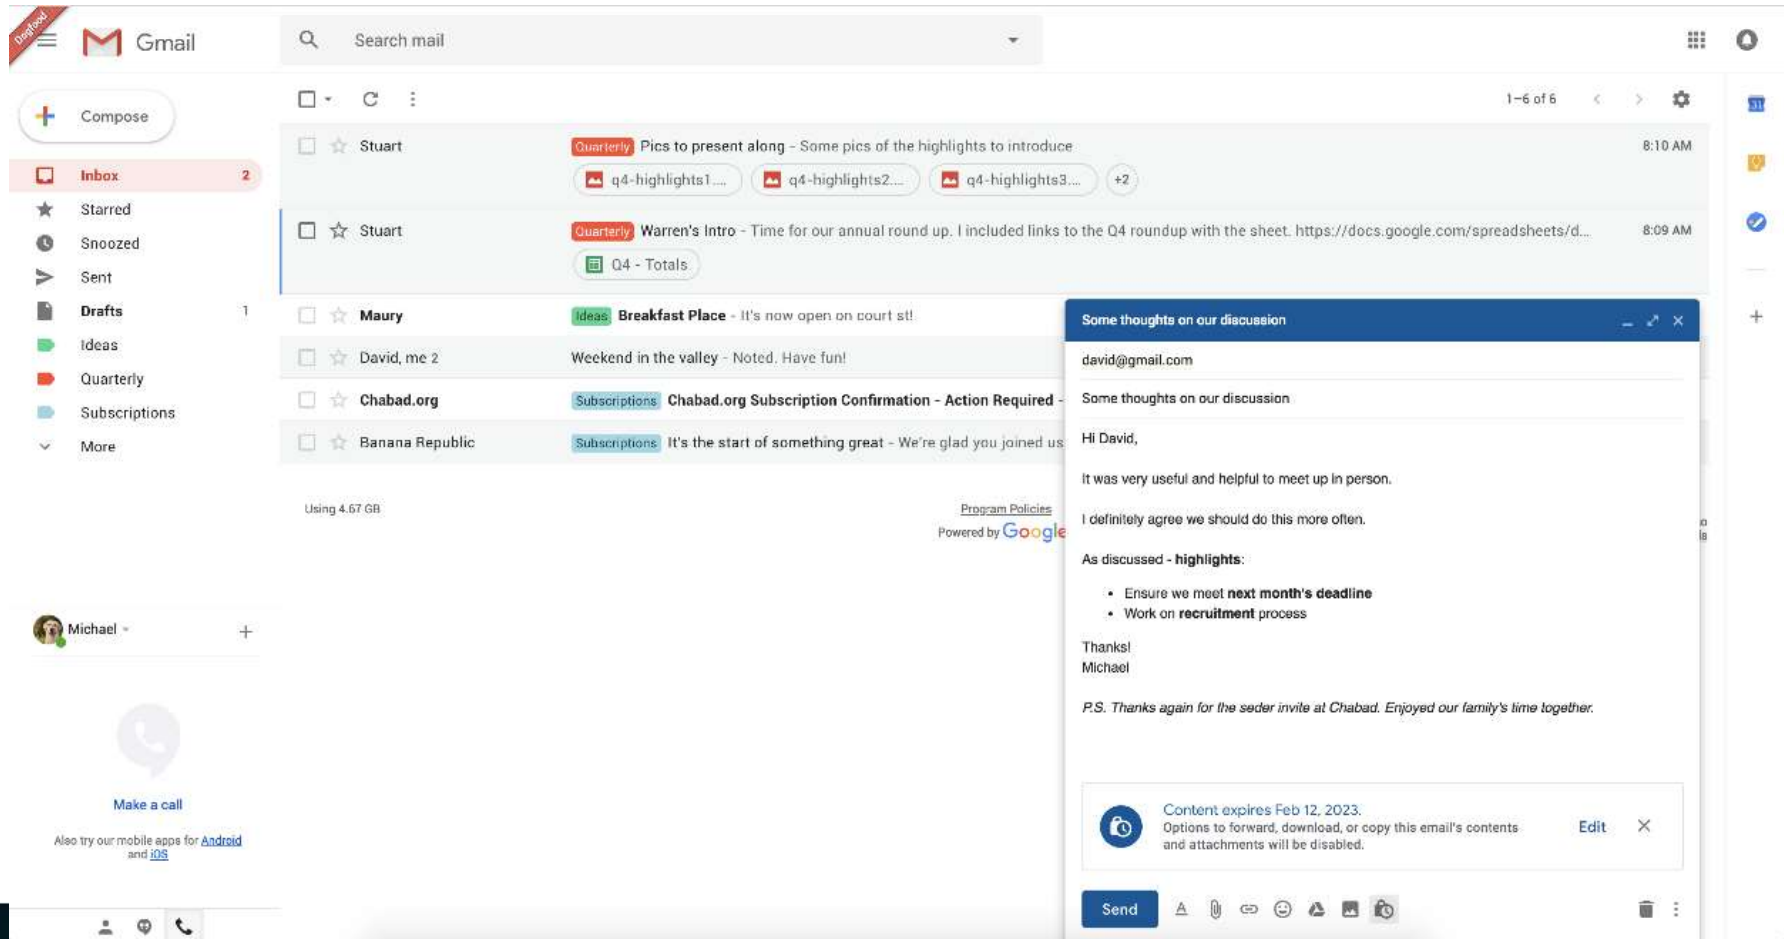 Dogfood
Gmail
Search mail
Compose
1–6 of 6
31
Inbox 2
Starred
Snoozed
Sent
Drafts 1
Ideas
Quarterly
Subscriptions
More
Stuart Quarterly Pics to present along - Some pics of the highlights to introduce 8:10 AM
q4-highlights1.... q4-highlights2.... q4-highlights3.... +2
Stuart Quarterly Warren's Intro - Time for our annual round up. I included links to the Q4 roundup with the sheet. https://docs.google.com/spreadsheets/d... 8:09 AM
Q4 - Totals
Maury Ideas Breakfast Place - It's now open on court st!
David, me 2 Weekend in the valley - Noted. Have fun!
Chabad.org Subscriptions Chabad.org Subscription Confirmation - Action Required -
Banana Republic Subscriptions It's the start of something great - We're glad you joined us
Using 4.67 GB
Program Policies
Powered by Google
Michael
Make a call
Also try our mobile apps for Android
and iOS
Some thoughts on our discussion
david@gmail.com
Some thoughts on our discussion
Hi David,
It was very useful and helpful to meet up in person.
I definitely agree we should do this more often.
As discussed - highlights:
• Ensure we meet next month's deadline
• Work on recruitment process
Thanks!
Michael
P.S. Thanks again for the seder invite at Chabad. Enjoyed our family's time together.
Content expires Feb 12, 2023.
Options to forward, download, or copy this email's contents
and attachments will be disabled.
Edit
Send